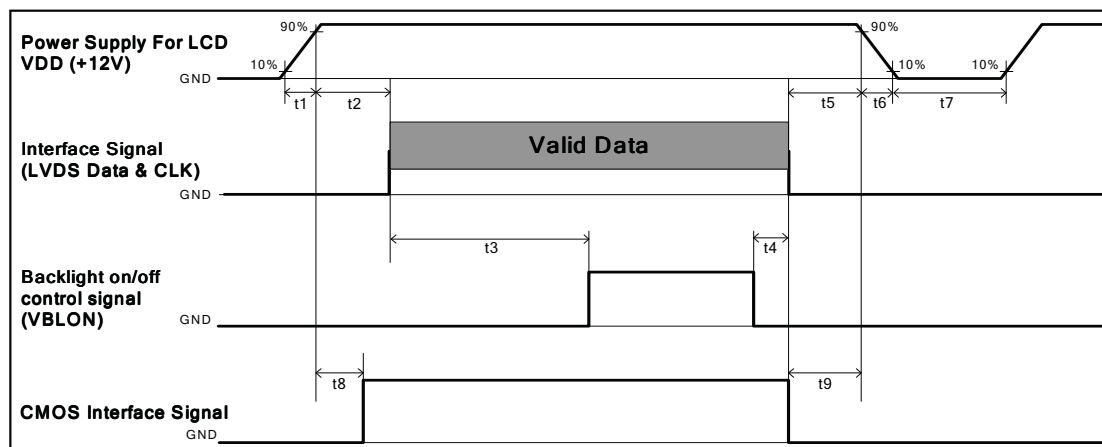 90%
90%
Power Supply For LCD
VDD (+12V)
10%
10%
10%
GND
t1
t2
t5
t6
t7
Valid Data
Interface Signal
(LVDS Data & CLK)
GND
t3
t4
Backlight on/off
control signal
(VBLON)
GND
t8
t9
CMOS Interface Signal
GND